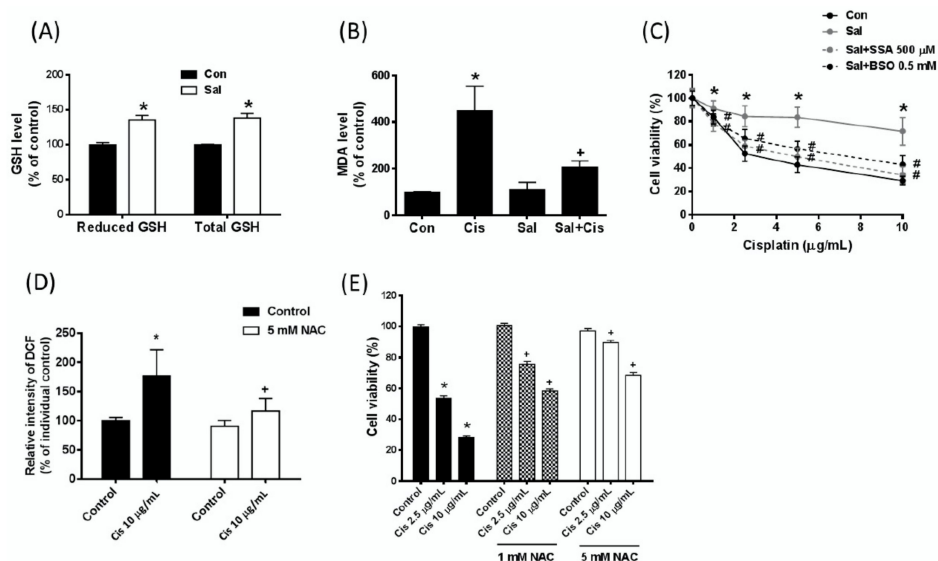 (A)
Con
Sal
GSH level
(% of control)
200
150
100
50
0
*
*
Reduced GSH
Total GSH
(B)
MDA level
(% of control)
600
400
200
0
*
+
Con
Cis
Sal
Sal+Cis
(C)
Con
Sal
Sal+SSA 500 μM
Sal+BSO 0.5 mM
Cell viability (%)
120
100
80
60
40
20
0
* * * *
# # # #
# # # #
0 2 4 6 8 10
Cisplatin (μg/mL)
(D)
Control
5 mM NAC
Relative intensity of DCF
(% of individual control)
250
200
150
100
50
0
*
+
Control
Cis 10 μg/mL
Control
Cis 10 μg/mL
(E)
Cell viability (%)
120
100
80
60
40
20
0
*
*
+
+
+
+
Control
Cis 2.5 μg/mL
Cis 10 μg/mL
Control
Cis 2.5 μg/mL
Cis 10 μg/mL
Control
Cis 2.5 μg/mL
Cis 10 μg/mL
1 mM NAC
5 mM NAC